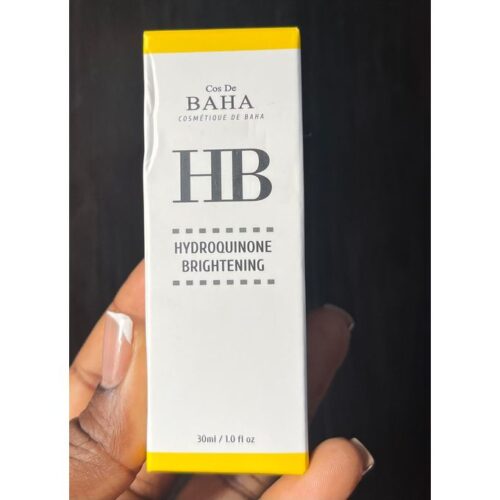 Cos De
BAHA
COSMÉTIQUE DE BAHA
HB
HYDROQUINONE
BRIGHTENING
30ml / 1.0 fl oz